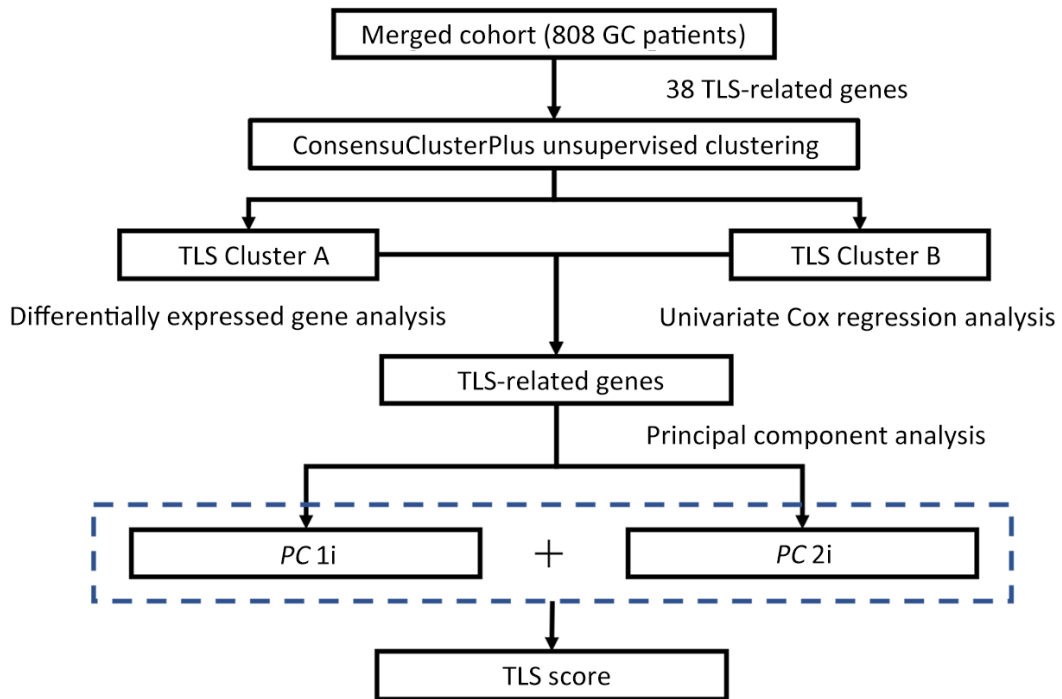 Merged cohort (808 GC patients)
38 TLS-related genes
ConsensuClusterPlus unsupervised clustering
TLS Cluster A
TLS Cluster B
Differentially expressed gene analysis
Univariate Cox regression analysis
TLS-related genes
Principal component analysis
PC 1i
+
PC 2i
TLS score